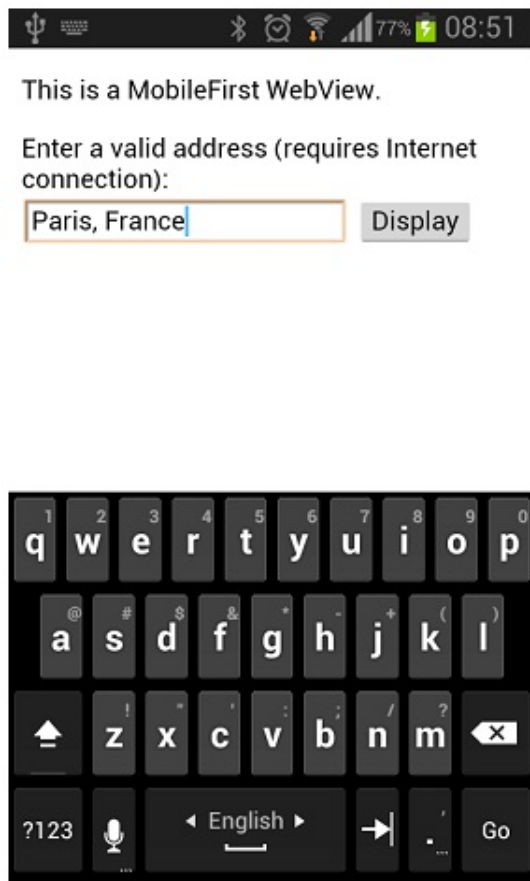 77% 08:51
This is a MobileFirst WebView.
Enter a valid address (requires Internet
connection):
Paris, France Display
1 2 3 4 5 6 7 8 9 0
q w e r t y u i o p
@ # $ & * - + ( )
a s d f g h j k l
! " ' : ; / ?
z x c v b n m
?123 English . ' ... Go